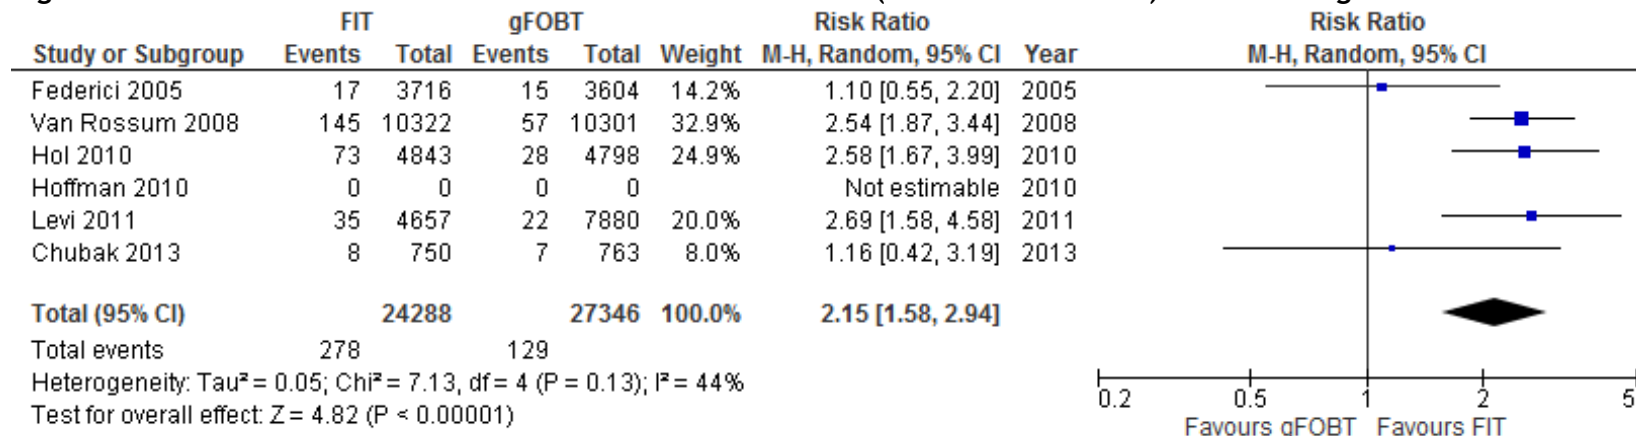 FIT gFOBT Risk Ratio Risk Ratio
Study or Subgroup Events Total Events Total Weight M-H, Random, 95% CI Year M-H, Random, 95% CI
Federici 2005 17 3716 15 3604 14.2% 1.10 [0.55, 2.20] 2005
Van Rossum 2008 145 10322 57 10301 32.9% 2.54 [1.87, 3.44] 2008
Hol 2010 73 4843 28 4798 24.9% 2.58 [1.67, 3.99] 2010
Hoffman 2010 0 0 0 0 Not estimable 2010
Levi 2011 35 4657 22 7880 20.0% 2.69 [1.58, 4.58] 2011
Chubak 2013 8 750 7 763 8.0% 1.16 [0.42, 3.19] 2013
Total (95% CI) 24288 27346 100.0% 2.15 [1.58, 2.94]
Total events 278 129
Heterogeneity: Tau² = 0.05; Chi² = 7.13, df = 4 (P = 0.13); I² = 44%
Test for overall effect: Z = 4.82 (P < 0.00001)
0.2 0.5 1 2 5
Favours gFOBT Favours FIT